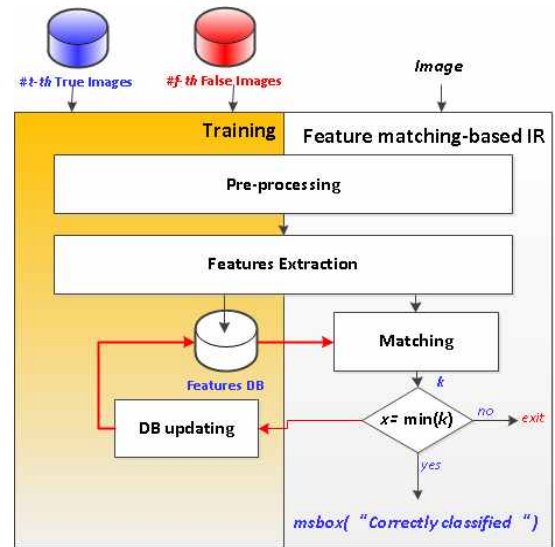 #t-th True Images
#f-th False Images
Image
Training
Feature matching-based IR
Pre-processing
Features Extraction
Matching
Features DB
k
DB updating
x= min(k)
no
exit
yes
msbox( “Correctly classified “)